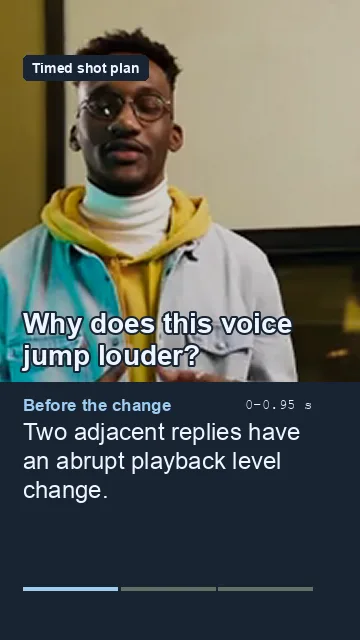 Timed shot plan
Why does this voice
jump louder?
Before the change
0–0.95 s
Two adjacent replies have
an abrupt playback level
change.